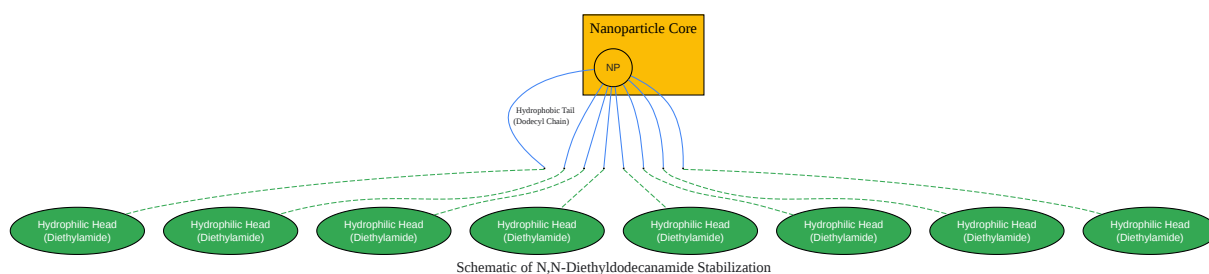 Nanoparticle Core
NP
Hydrophobic Tail
(Dodecyl Chain)
Hydrophilic Head
(Diethylamide)
Hydrophilic Head
(Diethylamide)
Hydrophilic Head
(Diethylamide)
Hydrophilic Head
(Diethylamide)
Hydrophilic Head
(Diethylamide)
Hydrophilic Head
(Diethylamide)
Hydrophilic Head
(Diethylamide)
Hydrophilic Head
(Diethylamide)
Schematic of N,N-Diethyldodecanamide Stabilization